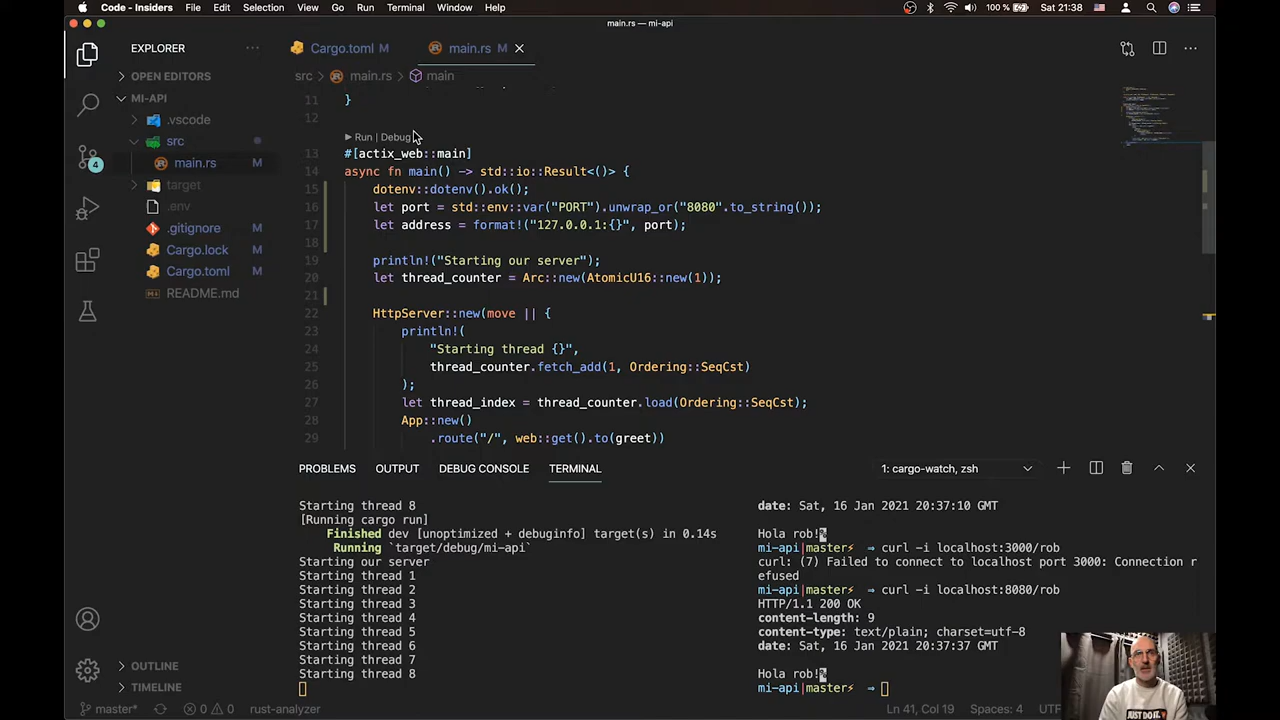 Code - Insiders File Edit Selection View Go Run Terminal Window Help
100 % Sat 21:38
main.rs — mi-api
EXPLORER
OPEN EDITORS
MI-API
.vscode
src
main.rs M
target
.env
.gitignore M
Cargo.lock M
Cargo.toml M
README.md
OUTLINE
TIMELINE
4
Cargo.toml M main.rs M
src > main.rs > main
11 }
12
Run | Debug
13 #[actix_web::main]
14 async fn main() -> std::io::Result<()> {
15 dotenv::dotenv().ok();
16 let port = std::env::var("PORT").unwrap_or("8080".to_string());
17 let address = format!("127.0.0.1:{}", port);
18
19 println!("Starting our server");
20 let thread_counter = Arc::new(AtomicU16::new(1));
21
22 HttpServer::new(move || {
23 println!(
24 "Starting thread {}",
25 thread_counter.fetch_add(1, Ordering::SeqCst)
26 );
27 let thread_index = thread_counter.load(Ordering::SeqCst);
28 App::new()
29 .route("/", web::get().to(greet))
PROBLEMS OUTPUT DEBUG CONSOLE TERMINAL
1: cargo-watch, zsh
Starting thread 8
[Running cargo run]
Finished dev [unoptimized + debuginfo] target(s) in 0.14s
Running `target/debug/mi-api`
Starting our server
Starting thread 1
Starting thread 2
Starting thread 3
Starting thread 4
Starting thread 5
Starting thread 6
Starting thread 7
Starting thread 8
date: Sat, 16 Jan 2021 20:37:10 GMT
Hola rob!%
mi-api|master⚡ ⇒ curl -i localhost:3000/rob
curl: (7) Failed to connect to localhost port 3000: Connection r
efused
mi-api|master⚡ ⇒ curl -i localhost:8080/rob
HTTP/1.1 200 OK
content-length: 9
content-type: text/plain; charset=utf-8
date: Sat, 16 Jan 2021 20:37:37 GMT
Hola rob!%
mi-api|master⚡ ⇒
JUST DO IT.
master* 0 0 rust-analyzer
Ln 41, Col 19 Spaces: 4 UTF